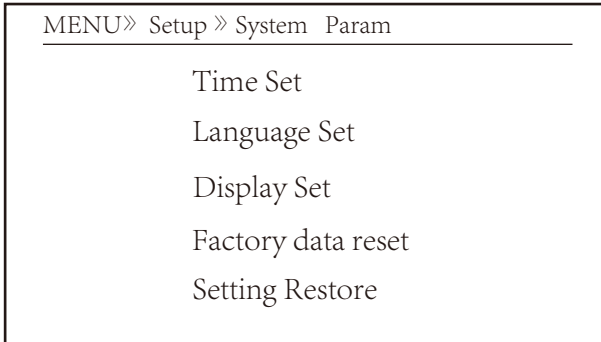 MENU» Setup » System Param
Time Set
Language Set
Display Set
Factory data reset
Setting Restore